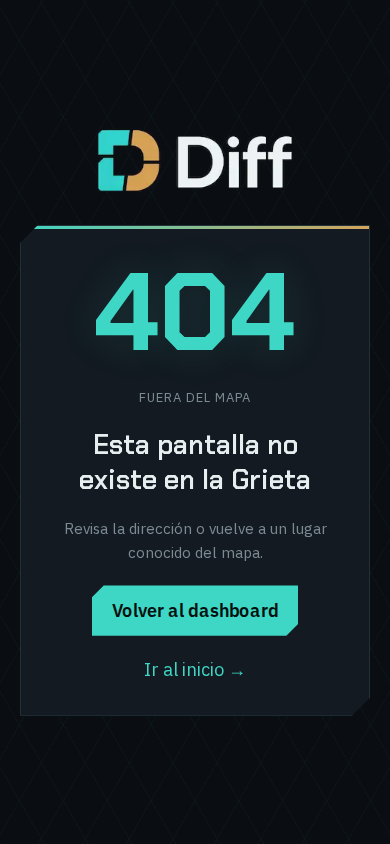 Diff
404
FUERA DEL MAPA
Esta pantalla no
existe en la Grieta
Revisa la dirección o vuelve a un lugar
conocido del mapa.
Volver al dashboard
Ir al inicio →